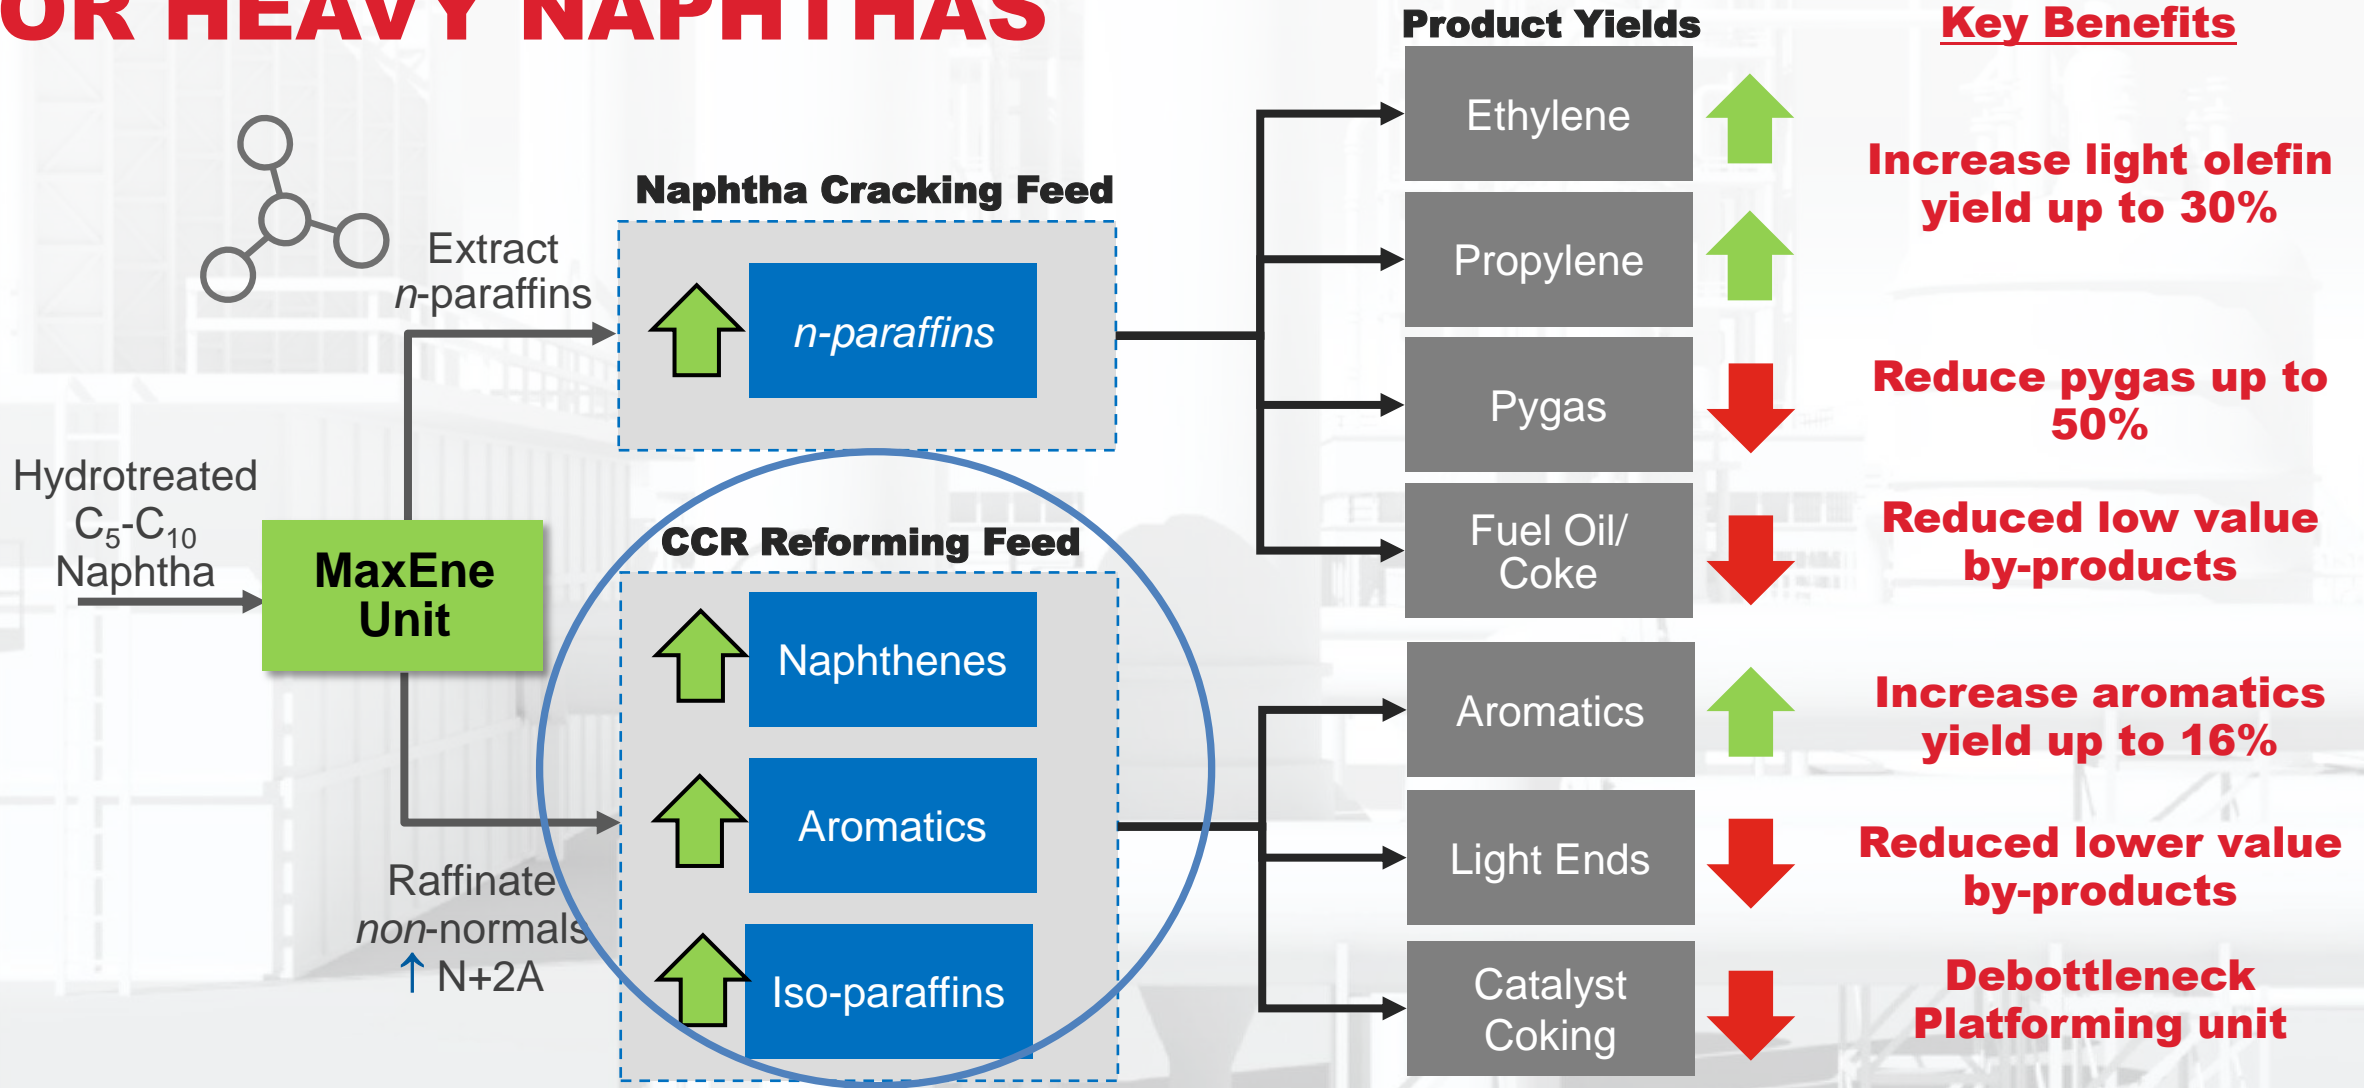 OR HEAVY NAPHTHAS
Product Yields
Key Benefits
Extract
n-paraffins
Naphtha Cracking Feed
n-paraffins
Hydrotreated
C₅-C₁₀
Naphtha
MaxEne
Unit
CCR Reforming Feed
Naphthenes
Aromatics
Iso-paraffins
Raffinate
non-normals
↑ N+2A
Ethylene
Propylene
Increase light olefin
yield up to 30%
Pygas
Reduce pygas up to
50%
Fuel Oil/
Coke
Reduced low value
by-products
Aromatics
Increase aromatics
yield up to 16%
Light Ends
Reduced lower value
by-products
Catalyst
Coking
Debottleneck
Platforming unit